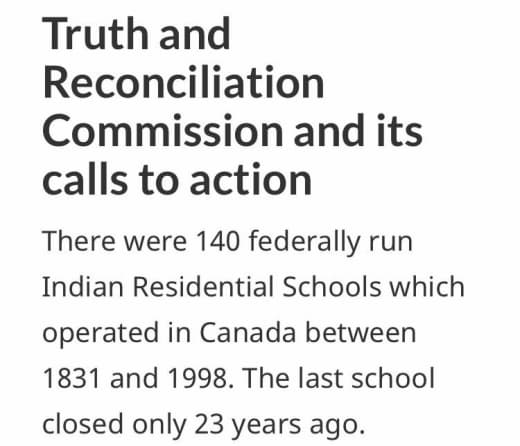 Truth and
Reconciliation
Commission and its
calls to action
There were 140 federally run
Indian Residential Schools which
operated in Canada between
1831 and 1998. The last school
closed only 23 years ago.